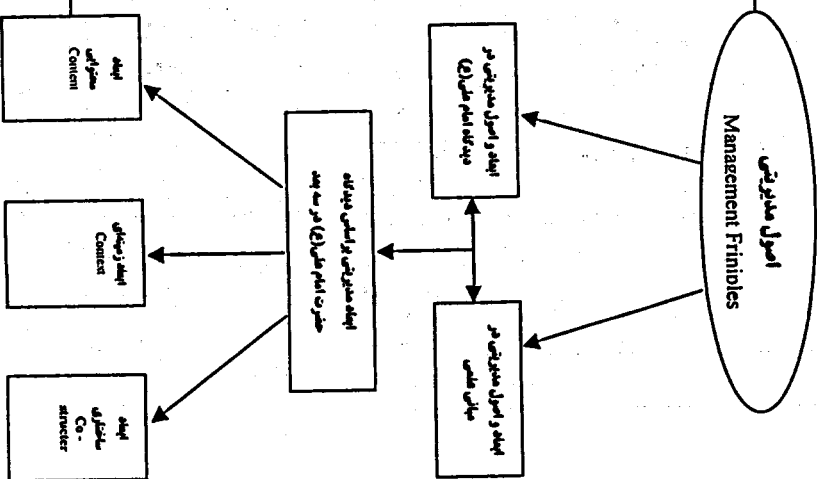 اصول مدیریتی
Management Friniples
ابعاد و اصول مدیریتی در
دیدگاه امام علی(ع)
ابعاد و اصول مدیریتی در
مبانی علمی
ابعاد مدیریتی بر اساس دیدگاه
حضرت امام علی(ع) در سه بعد
ابعاد
محتوایی
Content
ابعاد زمینه‌ای
Context
ابعاد
ساختاری
Co-
structer